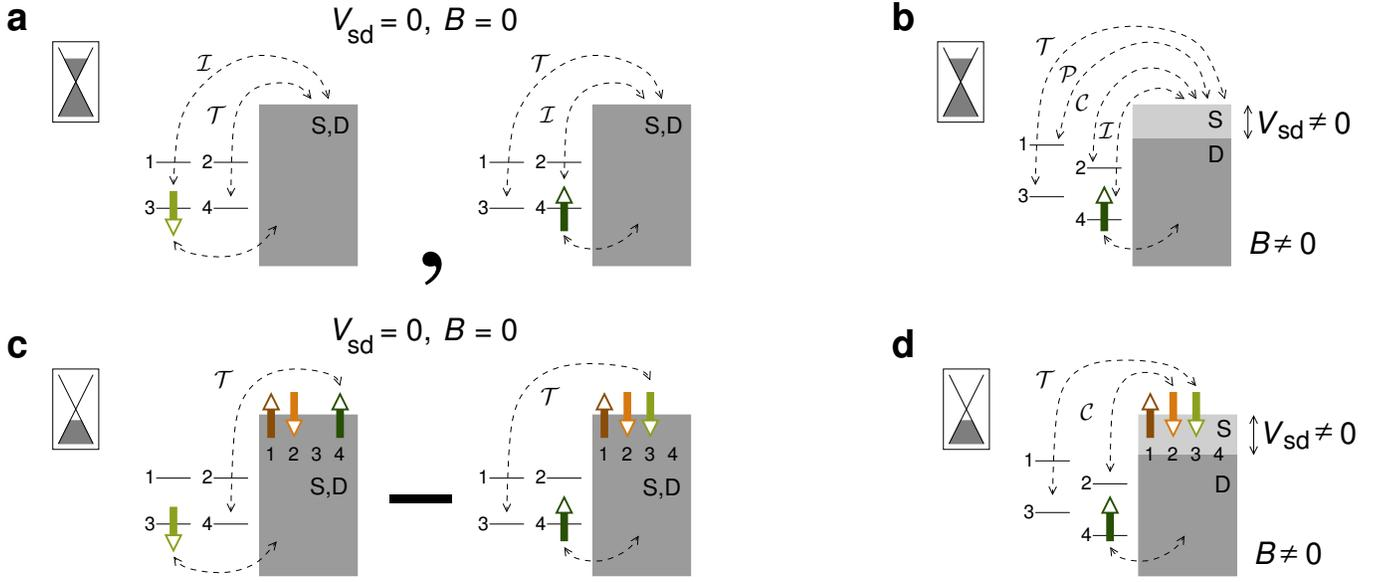 a
V_sd = 0, B = 0
I
T
S,D
1 2
3 4
T
I
S,D
1 2
3 4
,
b
T
P
C
I
S
D
V_sd ≠ 0
1
2
3
4
B ≠ 0
c
V_sd = 0, B = 0
T
1 2 3 4
S,D
1 2
3 4
—
T
1 2 3 4
S,D
1 2
3 4
d
T
C
S
1 2 3 4
D
V_sd ≠ 0
1
2
3
4
B ≠ 0